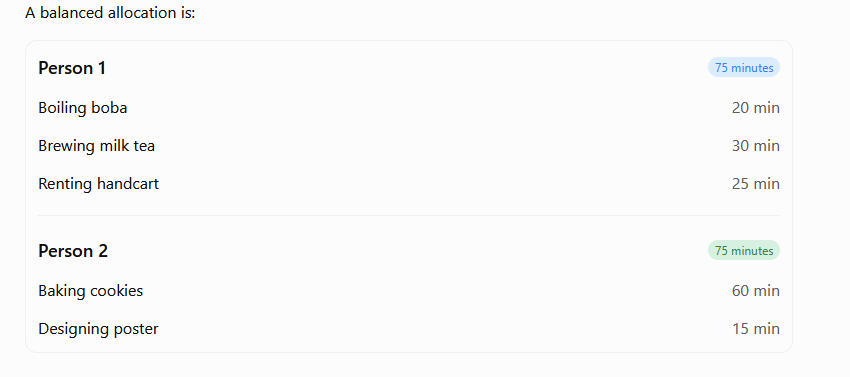 A balanced allocation is:
Person 1 75 minutes
Boiling boba 20 min
Brewing milk tea 30 min
Renting handcart 25 min
Person 2 75 minutes
Baking cookies 60 min
Designing poster 15 min